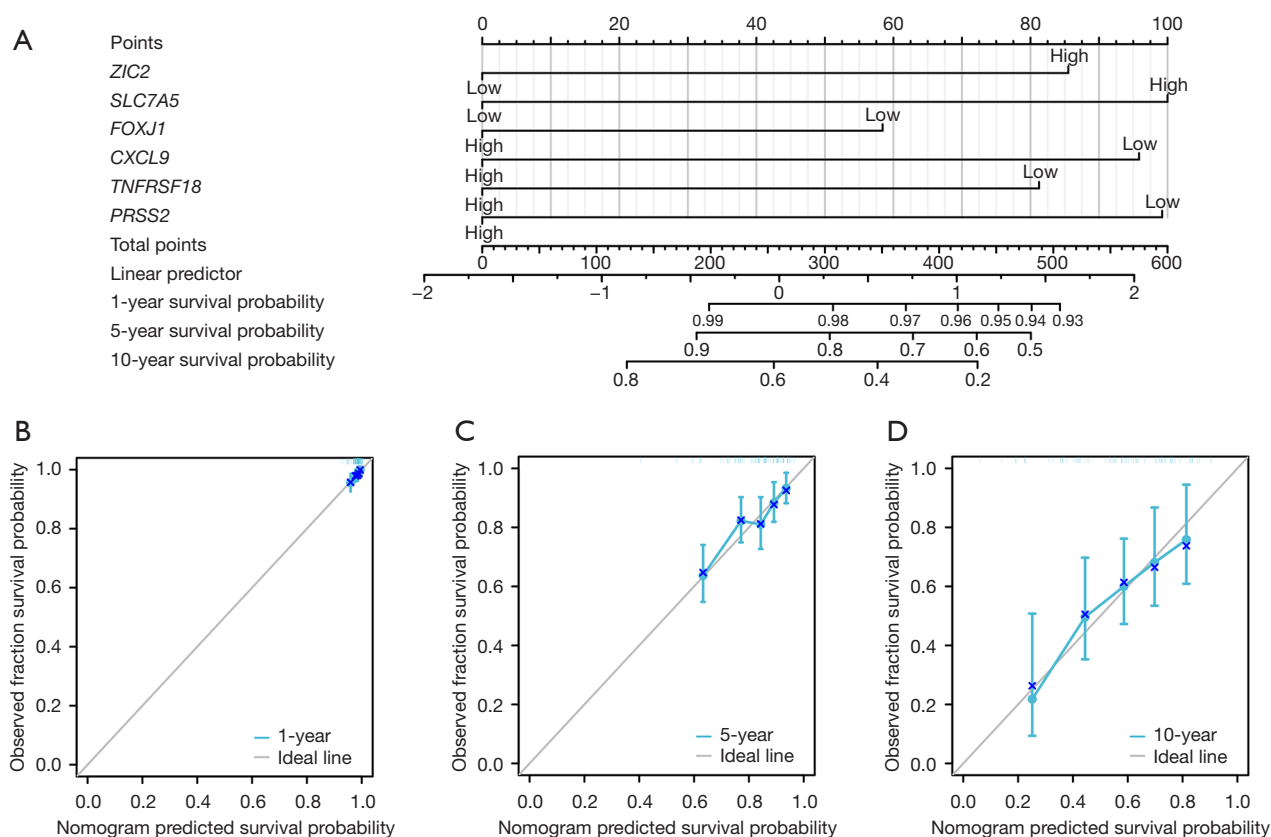 A
Points
0 20 40 60 80 100
ZIC2
High
Low
SLC7A5
High
Low
FOXJ1
Low
High
CXCL9
Low
High
TNFRSF18
Low
High
PRSS2
Low
High
Total points
0 100 200 300 400 500 600
Linear predictor
−2 −1 0 1 2
1-year survival probability
0.99 0.98 0.97 0.96 0.95 0.94 0.93
5-year survival probability
0.9 0.8 0.7 0.6 0.5
10-year survival probability
0.8 0.6 0.4 0.2
B
Observed fraction survival probability
1.0
0.8
0.6
0.4
0.2
0.0
1-year
Ideal line
0.0 0.2 0.4 0.6 0.8 1.0
Nomogram predicted survival probability
C
Observed fraction survival probability
1.0
0.8
0.6
0.4
0.2
0.0
5-year
Ideal line
0.0 0.2 0.4 0.6 0.8 1.0
Nomogram predicted survival probability
D
Observed fraction survival probability
1.0
0.8
0.6
0.4
0.2
0.0
10-year
Ideal line
0.0 0.2 0.4 0.6 0.8 1.0
Nomogram predicted survival probability